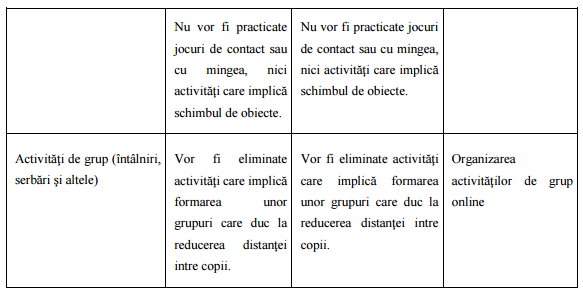 Nu vor fi practicate
jocuri de contact sau
cu mingea, nici
activități care implică
schimbul de obiecte.
Nu vor fi practicate jocuri
de contact sau cu mingea,
nici activități care implică
schimbul de obiecte.
Activități de grup (întâlniri,
serbări și altele)
Vor fi eliminate
activități care implică
formarea unor
grupuri care duc la
reducerea distanței
intre copii.
Vor fi eliminate activități
care implică formarea
unor grupuri care duc la
reducerea distanței intre
copii.
Organizarea
activităților de grup
online